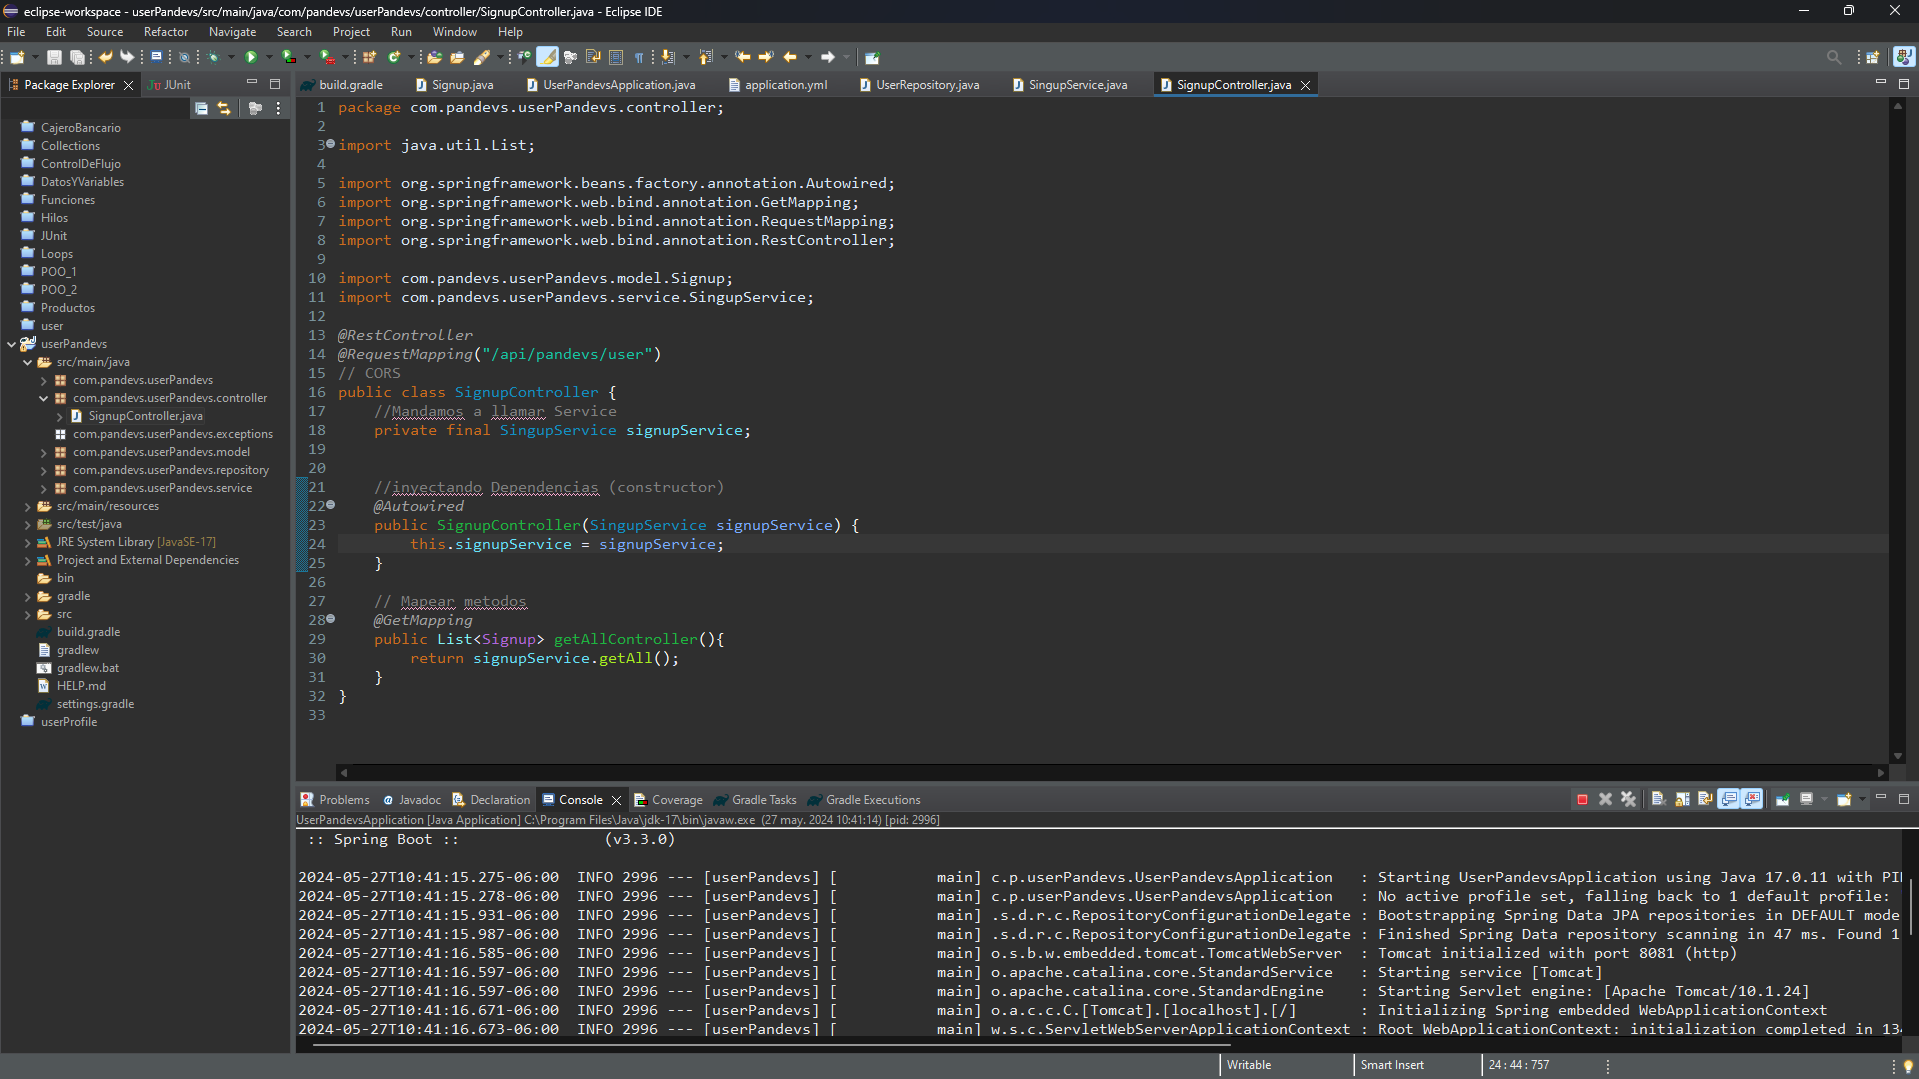 eclipse-workspace - userPandevs/src/main/java/com/pandevs/userPandevs/controller/SignupController.java - Eclipse IDE
File Edit Source Refactor Navigate Search Project Run Window Help
Package Explorer JUnit
build.gradle Signup.java UserPandevsApplication.java application.yml UserRepository.java SingupService.java SignupController.java
CajeroBancario
Collections
ControlDeFlujo
DatosYVariables
Funciones
Hilos
JUnit
Loops
POO_1
POO_2
Productos
user
userPandevs
src/main/java
com.pandevs.userPandevs
com.pandevs.userPandevs.controller
SignupController.java
com.pandevs.userPandevs.exceptions
com.pandevs.userPandevs.model
com.pandevs.userPandevs.repository
com.pandevs.userPandevs.service
src/main/resources
src/test/java
JRE System Library [JavaSE-17]
Project and External Dependencies
bin
gradle
src
build.gradle
gradlew
gradlew.bat
HELP.md
settings.gradle
userProfile
1 package com.pandevs.userPandevs.controller;
2
3 import java.util.List;
4
5 import org.springframework.beans.factory.annotation.Autowired;
6 import org.springframework.web.bind.annotation.GetMapping;
7 import org.springframework.web.bind.annotation.RequestMapping;
8 import org.springframework.web.bind.annotation.RestController;
9
10 import com.pandevs.userPandevs.model.Signup;
11 import com.pandevs.userPandevs.service.SingupService;
12
13 @RestController
14 @RequestMapping("/api/pandevs/user")
15 // CORS
16 public class SignupController {
17 //Mandamos a llamar Service
18 private final SingupService signupService;
19
20
21 //inyectando Dependencias (constructor)
22 @Autowired
23 public SignupController(SingupService signupService) {
24 this.signupService = signupService;
25 }
26
27 // Mapear metodos
28 @GetMapping
29 public List<Signup> getAllController(){
30 return signupService.getAll();
31 }
32 }
33
Problems Javadoc Declaration Console Coverage Gradle Tasks Gradle Executions
UserPandevsApplication [Java Application] C:\Program Files\Java\jdk-17\bin\javaw.exe (27 may. 2024 10:41:14) [pid: 2996]
:: Spring Boot :: (v3.3.0)
2024-05-27T10:41:15.275-06:00 INFO 2996 --- [userPandevs] [ main] c.p.userPandevs.UserPandevsApplication : Starting UserPandevsApplication using Java 17.0.11 with PI
2024-05-27T10:41:15.278-06:00 INFO 2996 --- [userPandevs] [ main] c.p.userPandevs.UserPandevsApplication : No active profile set, falling back to 1 default profile:
2024-05-27T10:41:15.931-06:00 INFO 2996 --- [userPandevs] [ main] .s.d.r.c.RepositoryConfigurationDelegate : Bootstrapping Spring Data JPA repositories in DEFAULT mode
2024-05-27T10:41:15.987-06:00 INFO 2996 --- [userPandevs] [ main] .s.d.r.c.RepositoryConfigurationDelegate : Finished Spring Data repository scanning in 47 ms. Found 1
2024-05-27T10:41:16.585-06:00 INFO 2996 --- [userPandevs] [ main] o.s.b.w.embedded.tomcat.TomcatWebServer : Tomcat initialized with port 8081 (http)
2024-05-27T10:41:16.597-06:00 INFO 2996 --- [userPandevs] [ main] o.apache.catalina.core.StandardService : Starting service [Tomcat]
2024-05-27T10:41:16.597-06:00 INFO 2996 --- [userPandevs] [ main] o.apache.catalina.core.StandardEngine : Starting Servlet engine: [Apache Tomcat/10.1.24]
2024-05-27T10:41:16.671-06:00 INFO 2996 --- [userPandevs] [ main] o.a.c.c.C.[Tomcat].[localhost].[/] : Initializing Spring embedded WebApplicationContext
2024-05-27T10:41:16.673-06:00 INFO 2996 --- [userPandevs] [ main] w.s.c.ServletWebServerApplicationContext : Root WebApplicationContext: initialization completed in 13
Writable Smart Insert 24 : 44 : 757